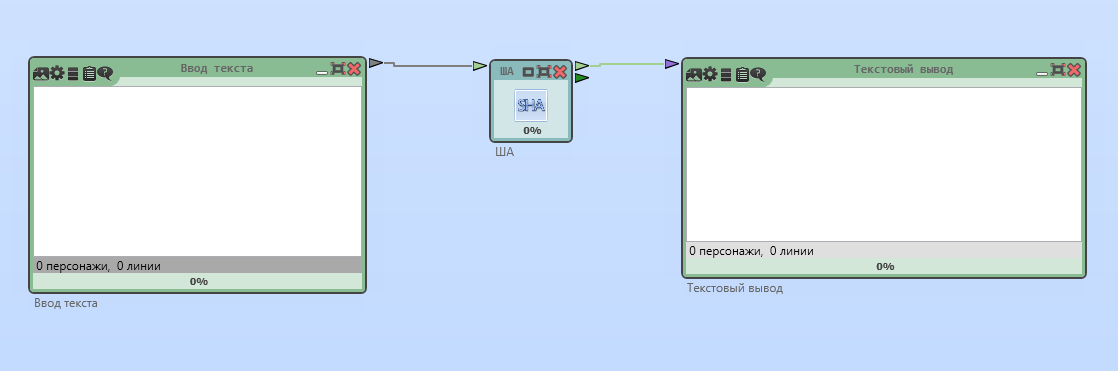 Ввод текста
0 персонажи, 0 линии
0%
Ввод текста
ША
SHA
0%
ША
Текстовый вывод
0 персонажи, 0 линии
0%
Текстовый вывод